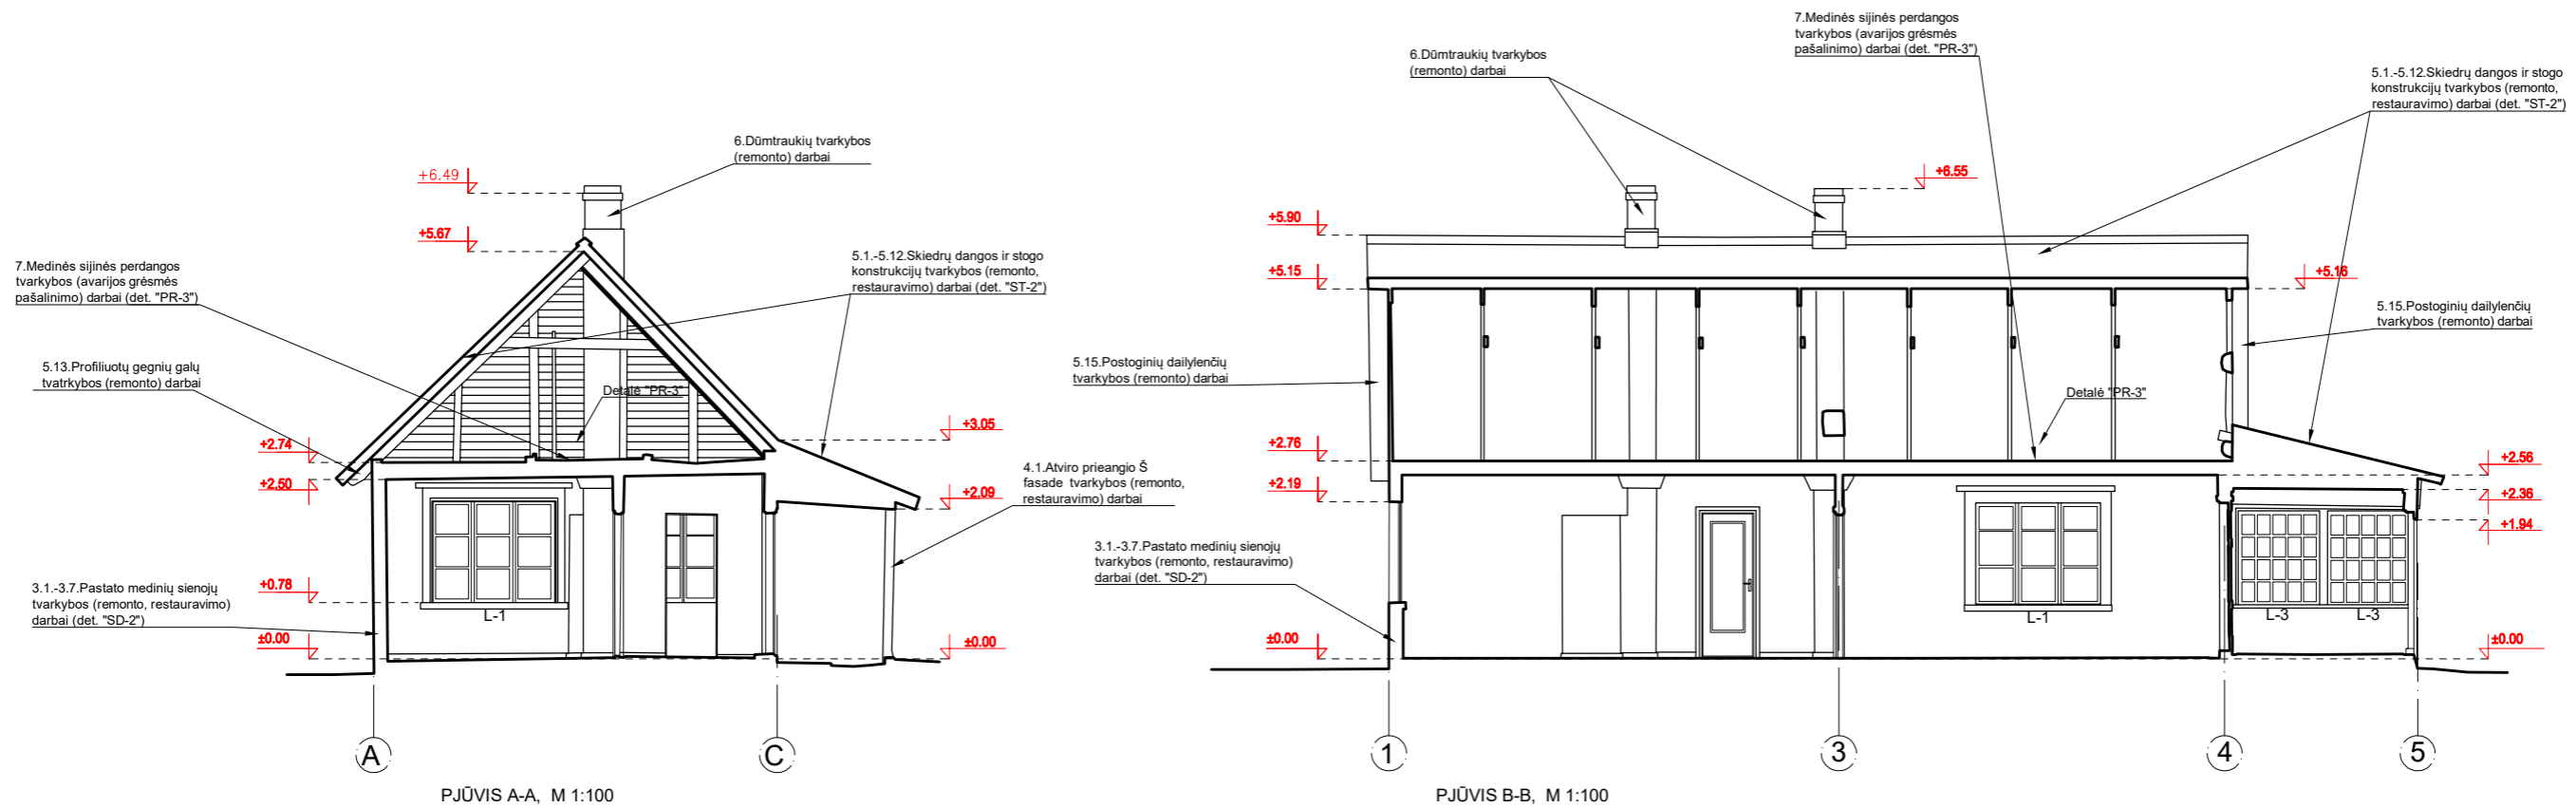 6.Dūmtraukių tvarkybos
(remonto) darbai
+6.49
+5.67
7.Medinės sijinės perdangos
tvarkybos (avarijos grėsmės
pašalinimo) darbai (det. "PR-3")
5.1.-5.12.Skiedrų dangos ir stogo
konstrukcijų tvarkybos (remonto,
restauravimo) darbai (det. "ST-2")
5.13.Profiliuotų gegnių galų
tvatrkybos (remonto) darbai
Detalė "PR-3"
+2.74
+3.05
+2.50
4.1.Atviro prieangio Š
fasade tvarkybos (remonto,
restauravimo) darbai
+2.09
3.1.-3.7.Pastato medinių sienojų
tvarkybos (remonto, restauravimo)
darbai (det. "SD-2")
+0.78
L-1
±0.00
±0.00
A
C
PJŪVIS A-A, M 1:100
7.Medinės sijinės perdangos
tvarkybos (avarijos grėsmės
pašalinimo) darbai (det. "PR-3")
6.Dūmtraukių tvarkybos
(remonto) darbai
5.1.-5.12.Skiedrų dangos ir stogo
konstrukcijų tvarkybos (remonto,
restauravimo) darbai (det. "ST-2")
+6.55
+5.90
+5.15
+5.16
5.15.Postoginių dailylenčių
tvarkybos (remonto) darbai
5.15.Postoginių dailylenčių
tvarkybos (remonto) darbai
Detalė "PR-3"
+2.76
+2.56
+2.19
+2.36
+1.94
3.1.-3.7.Pastato medinių sienojų
tvarkybos (remonto, restauravimo)
darbai (det. "SD-2")
L-1
L-3
L-3
±0.00
±0.00
1
3
4
5
PJŪVIS B-B, M 1:100